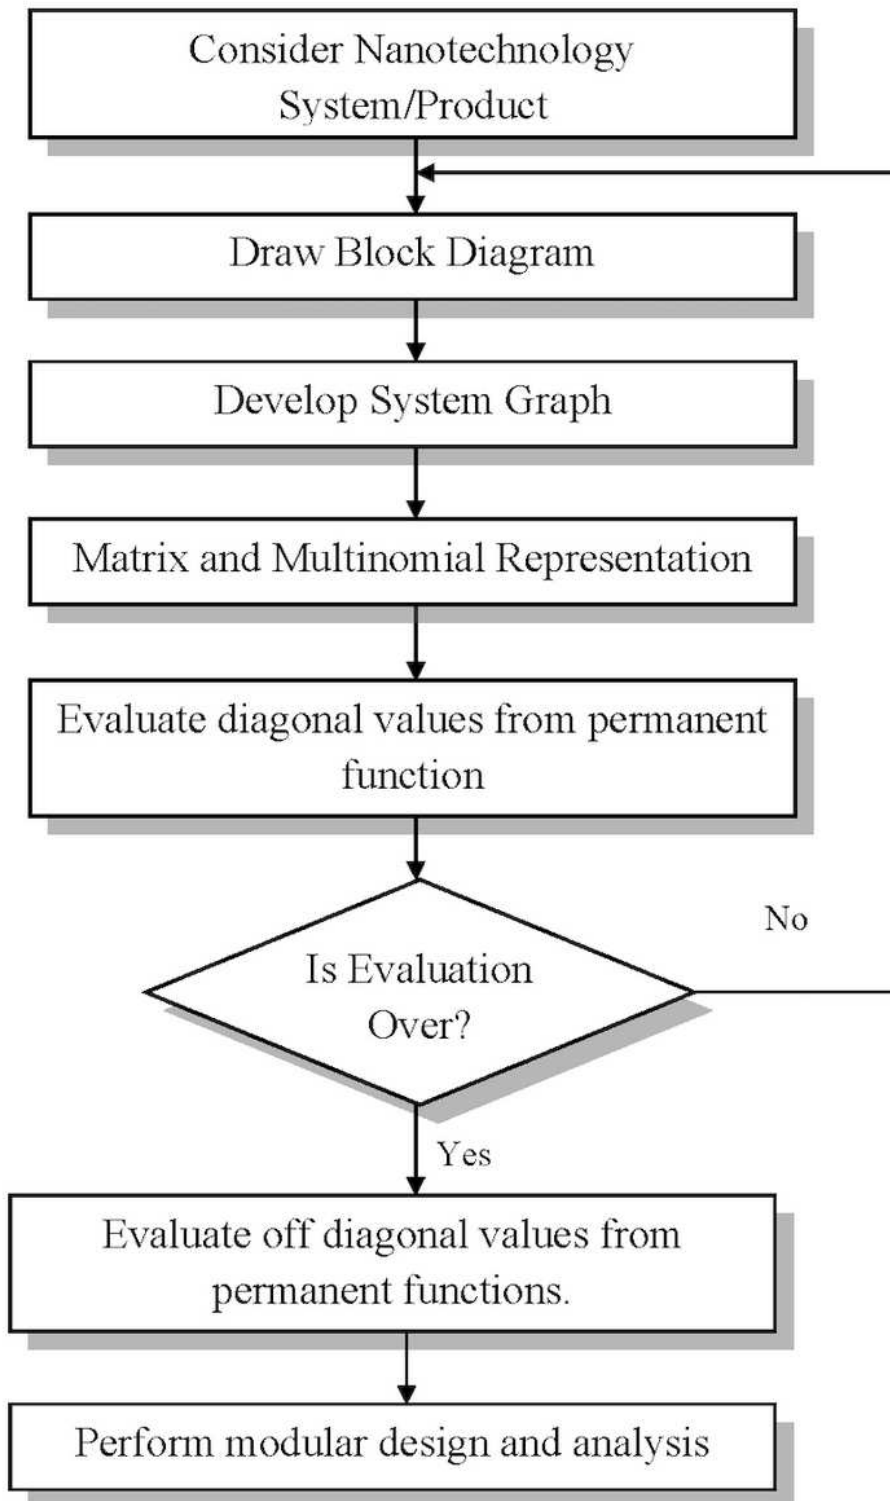 Consider Nanotechnology
System/Product
Draw Block Diagram
Develop System Graph
Matrix and Multinomial Representation
Evaluate diagonal values from permanent
function
Is Evaluation
Over?
No
Yes
Evaluate off diagonal values from
permanent functions.
Perform modular design and analysis